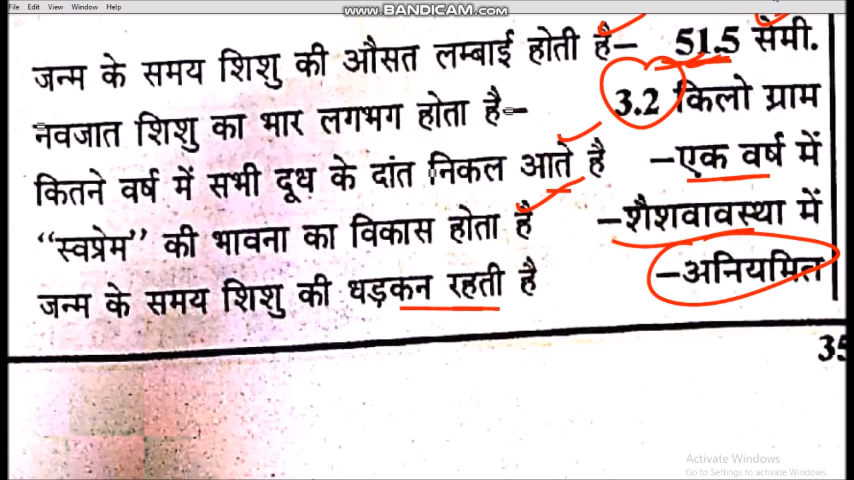 File Edit View Window Help
www.BANDICAM.com
जन्म के समय शिशु की औसत लम्बाई होती है– 51.5 सेमी.
नवजात शिशु का भार लगभग होता है– 3.2 किलो ग्राम
कितने वर्ष में सभी दूध के दांत निकल आते है –एक वर्ष में
“स्वप्रेम” की भावना का विकास होता है –शैशवावस्था में
जन्म के समय शिशु की धड़कन रहती है –अनियमित
35
Activate Windows
Go to Settings to activate Windows.